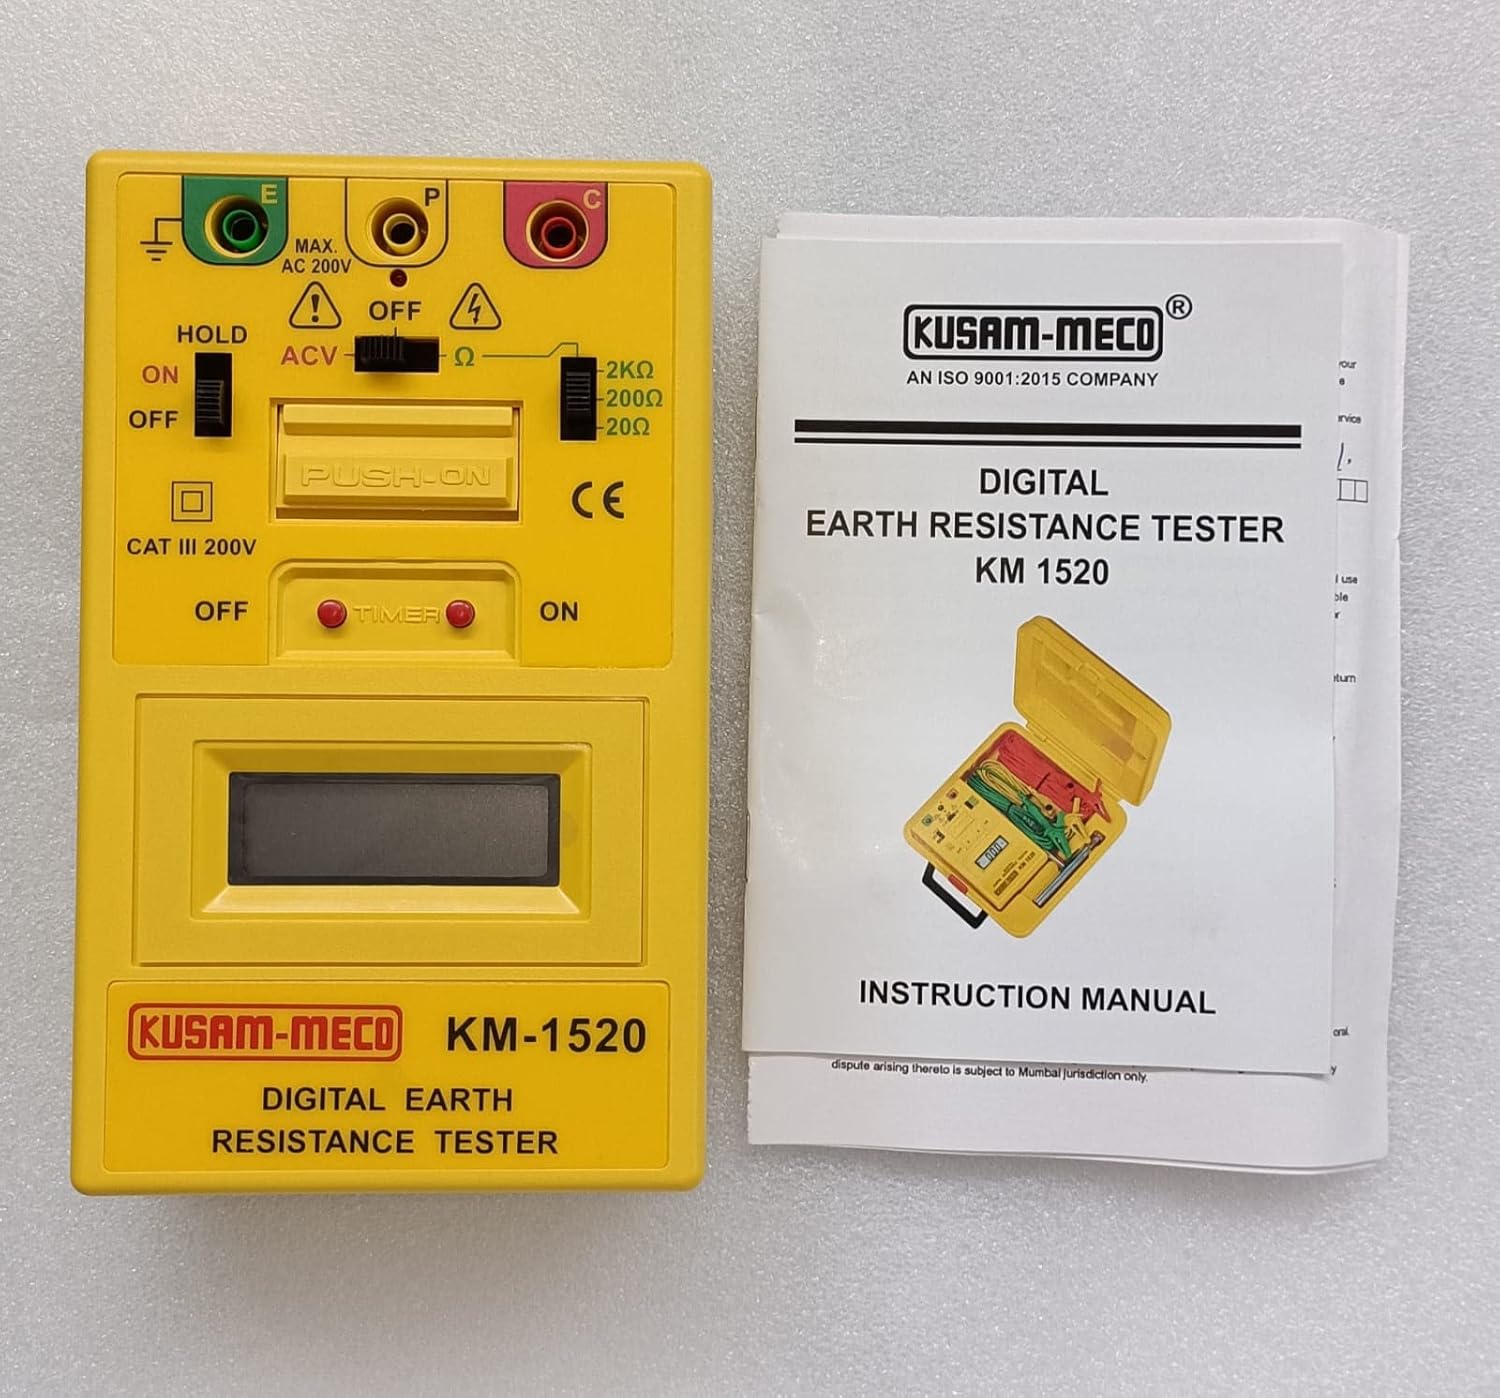 E
P
C
MAX.
AC 200V
OFF
HOLD
ACV
Ω
ON
OFF
2KΩ
200Ω
20Ω
PUSH-ON
CE
CAT III 200V
OFF
TIMER
ON
KUSAM-MECO
KM-1520
DIGITAL EARTH
RESISTANCE TESTER
KUSAM-MECO®
AN ISO 9001:2015 COMPANY
DIGITAL
EARTH RESISTANCE TESTER
KM 1520
INSTRUCTION MANUAL
dispute arising thereto is subject to Mumbai jurisdiction only.